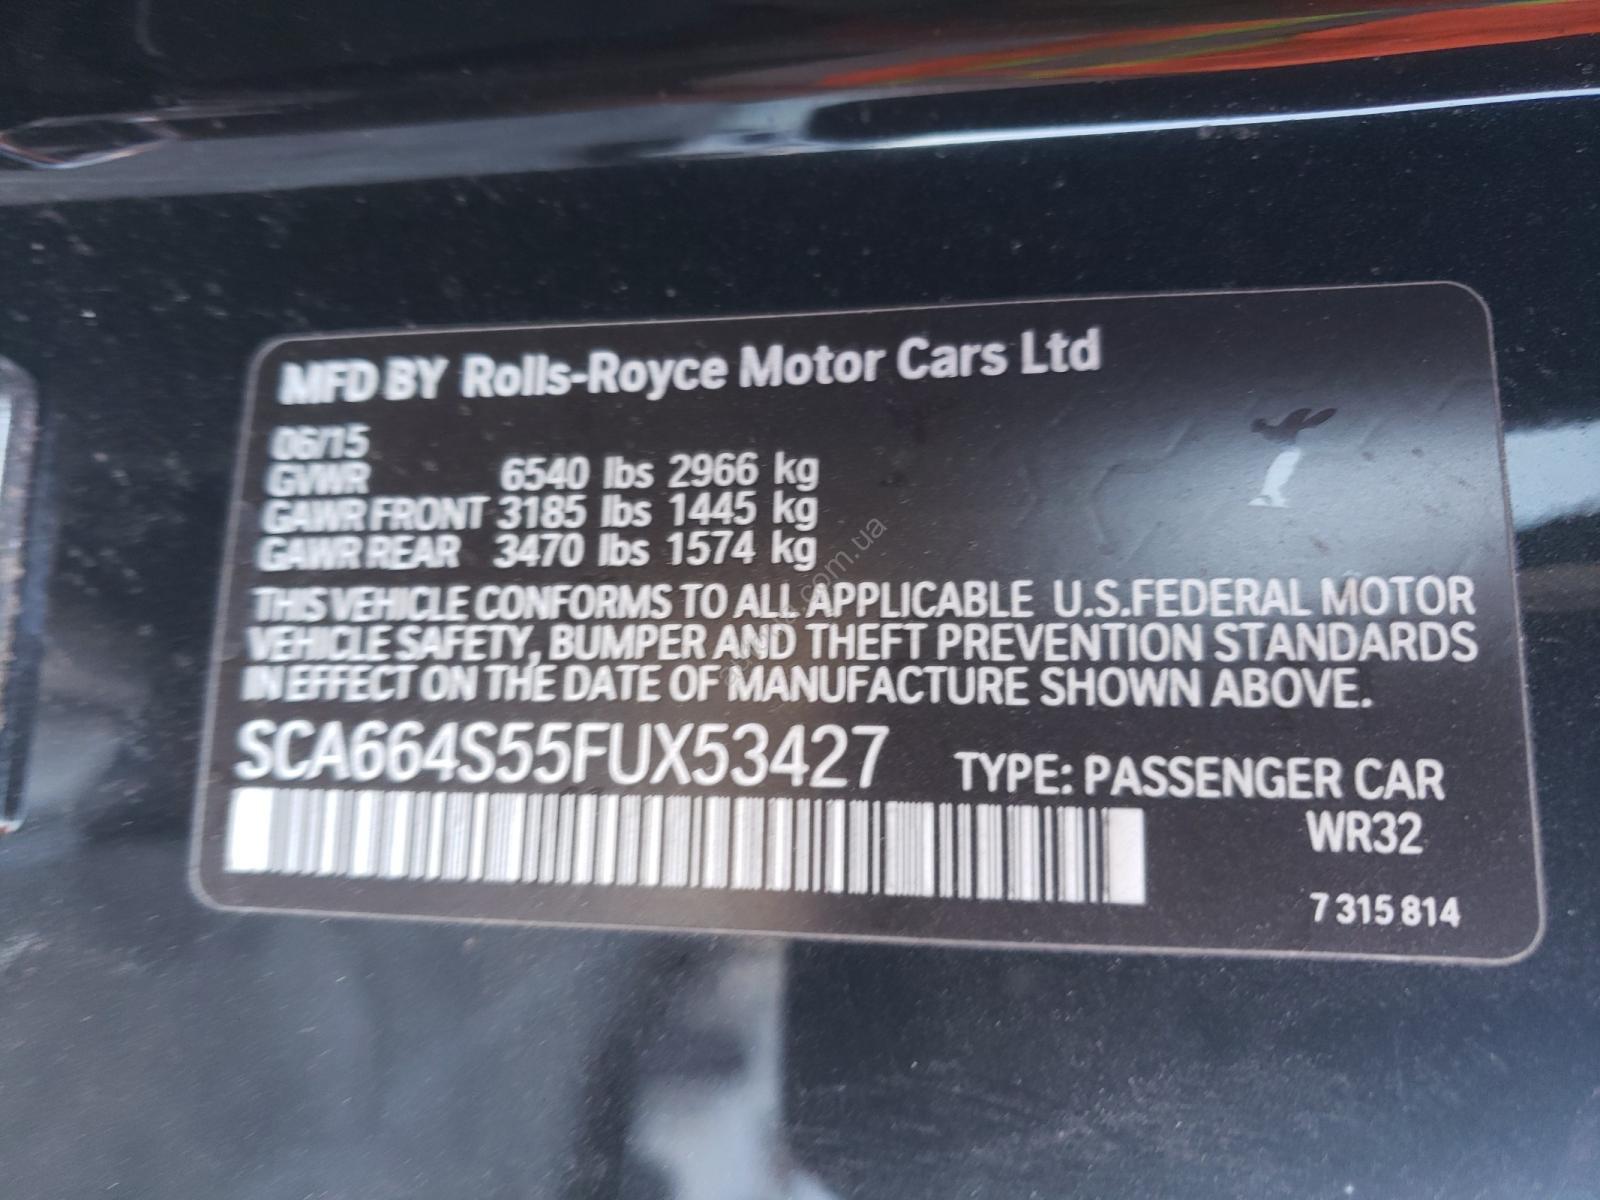 MFD BY Rolls-Royce Motor Cars Ltd
06/15
GVWR 6540 lbs 2966 kg
GAWR FRONT 3185 lbs 1445 kg
GAWR REAR 3470 lbs 1574 kg
THIS VEHICLE CONFORMS TO ALL APPLICABLE U.S.FEDERAL MOTOR
VEHICLE SAFETY, BUMPER AND THEFT PREVENTION STANDARDS
IN EFFECT ON THE DATE OF MANUFACTURE SHOWN ABOVE.
SCA664S55FUX53427 TYPE: PASSENGER CAR
WR32
7 315 814